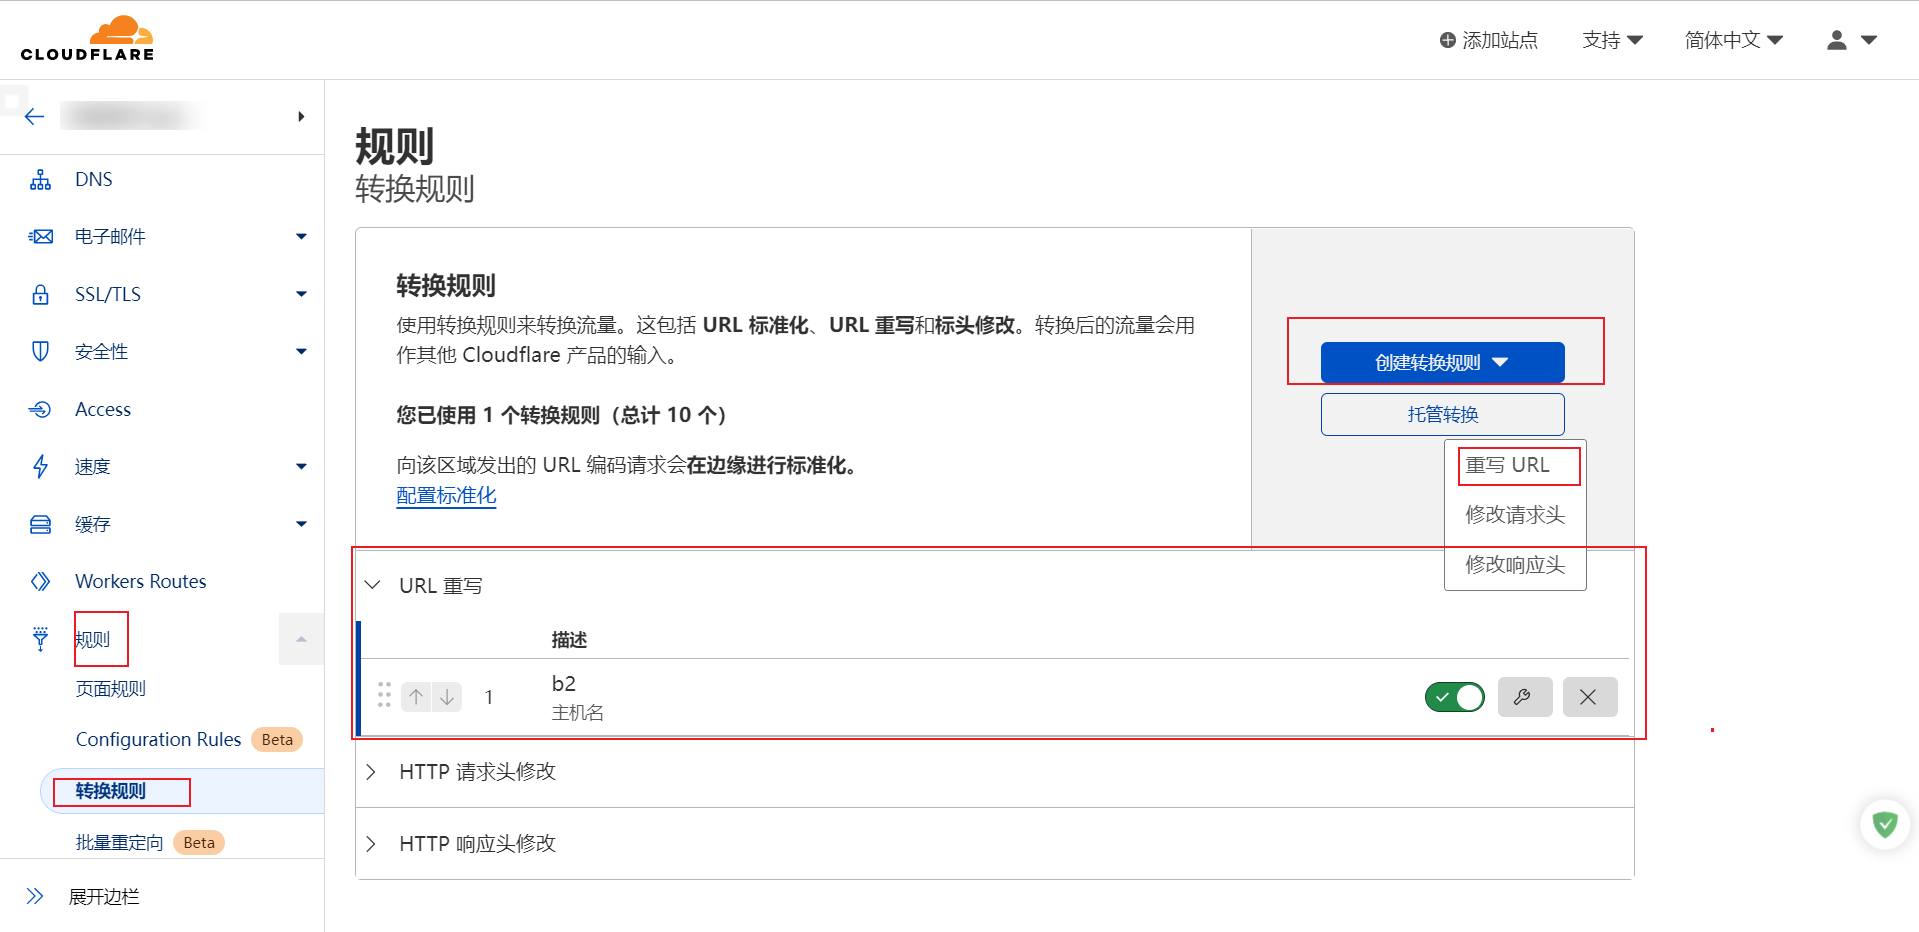 CLOUDFLARE
添加站点
支持
简体中文
DNS
电子邮件
SSL/TLS
安全性
Access
速度
缓存
Workers Routes
规则
页面规则
Configuration Rules Beta
转换规则
批量重定向 Beta
展开边栏
规则
转换规则
转换规则
使用转换规则来转换流量。这包括 URL 标准化、URL 重写和标头修改。转换后的流量会用
作其他 Cloudflare 产品的输入。
您已使用 1 个转换规则（总计 10 个）
向该区域发出的 URL 编码请求会在边缘进行标准化。
配置标准化
创建转换规则
托管转换
重写 URL
修改请求头
修改响应头
URL 重写
描述
1
b2
主机名
HTTP 请求头修改
HTTP 响应头修改